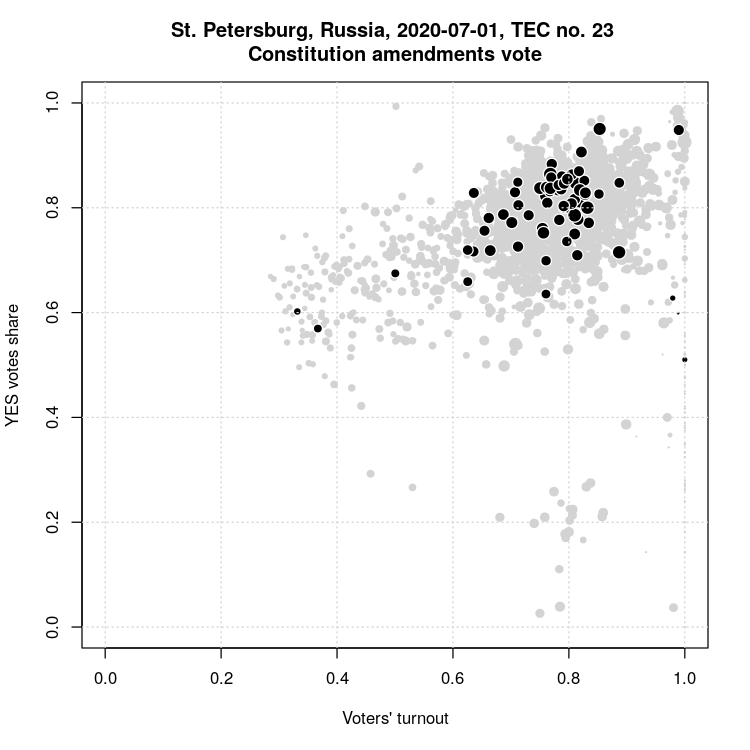 St. Petersburg, Russia, 2020-07-01, TEC no. 23
Constitution amendments vote
YES votes share
1.0
0.8
0.6
0.4
0.2
0.0
0.0 0.2 0.4 0.6 0.8 1.0
Voters' turnout